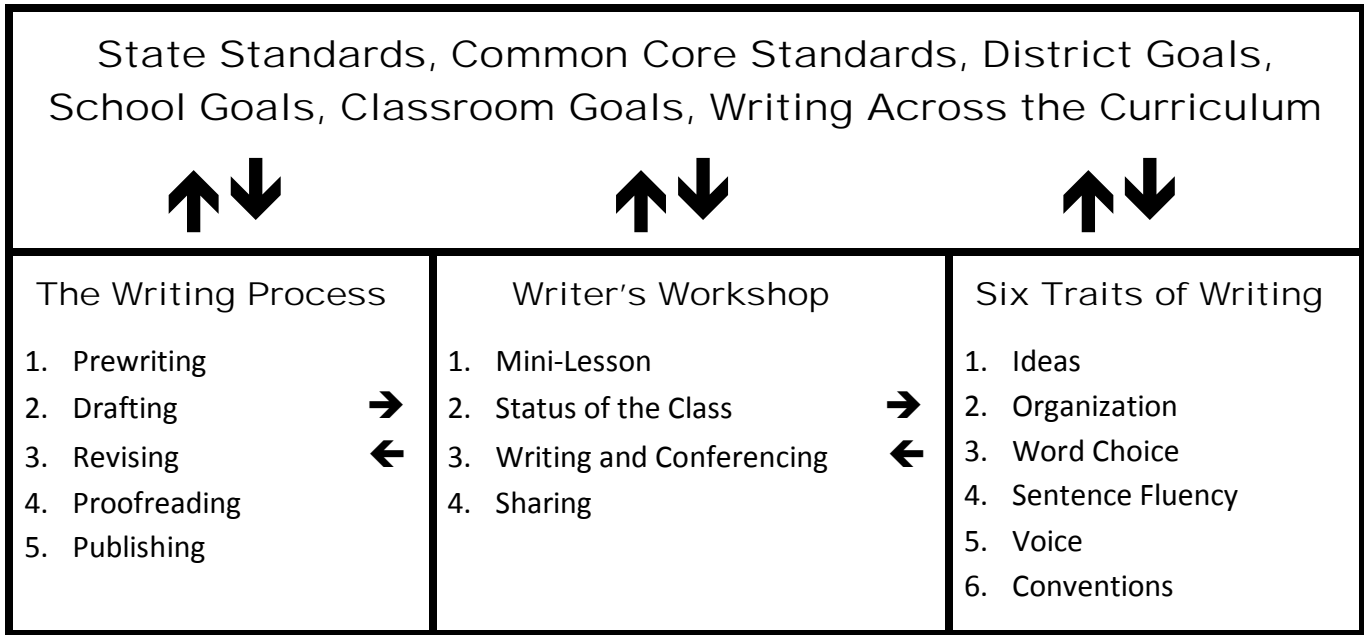 State Standards, Common Core Standards, District Goals,
School Goals, Classroom Goals, Writing Across the Curriculum
The Writing Process
1. Prewriting
2. Drafting
3. Revising
4. Proofreading
5. Publishing
Writer's Workshop
1. Mini-Lesson
2. Status of the Class
3. Writing and Conferencing
4. Sharing
Six Traits of Writing
1. Ideas
2. Organization
3. Word Choice
4. Sentence Fluency
5. Voice
6. Conventions